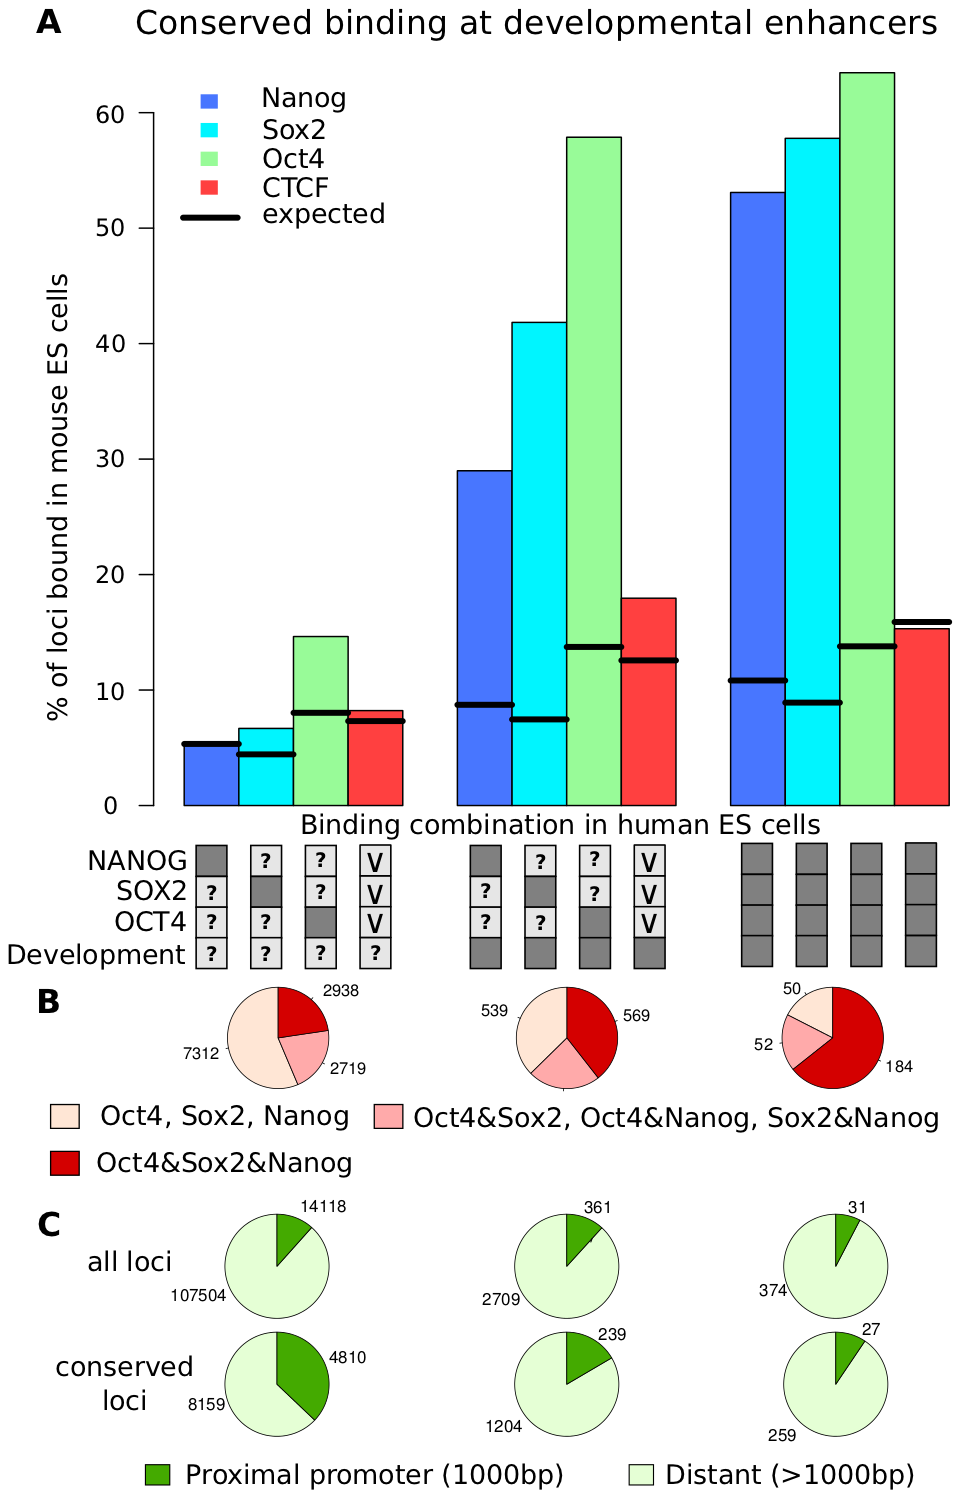 A
Conserved binding at developmental enhancers
Nanog
Sox2
Oct4
CTCF
expected
% of loci bound in mouse ES cells
60
50
40
30
20
10
0
Binding combination in human ES cells
NANOG ? ? V ? ? V
SOX2 ? ? V ? ? V
OCT4 ? ? V ? ? V
Development ? ? ? ?
B
2938
7312
2719
539
569
50
52
184
Oct4, Sox2, Nanog
Oct4&Sox2, Oct4&Nanog, Sox2&Nanog
Oct4&Sox2&Nanog
C
all loci
14118
107504
361
2709
31
374
conserved
loci
4810
8159
239
1204
27
259
Proximal promoter (1000bp)
Distant (>1000bp)